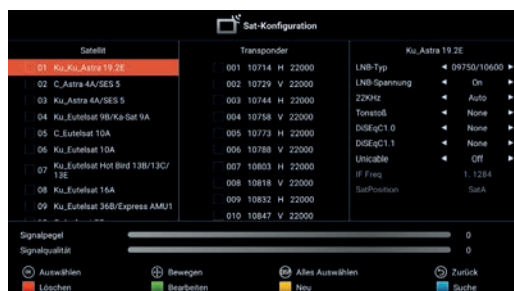 Sat-Konfiguration
Satellit
01 Ku_Ku_Astra 19.2E
02 C_Astra 4A/SES 5
03 Ku_Astra 4A/SES 5
04 Ku_Eutelsat 9B/Ka-Sat 9A
05 C_Eutelsat 10A
06 Ku_Eutelsat 10A
07 Ku_Eutelsat Hot Bird 13B/13C/
13E
08 Ku_Eutelsat 16A
09 Ku_Eutelsat 36B/Express AMU1
Transponder
001 10714 H 22000
002 10729 V 22000
003 10744 H 22000
004 10758 V 22000
005 10773 H 22000
006 10788 V 22000
007 10803 H 22000
008 10818 V 22000
009 10832 H 22000
010 10847 V 22000
Ku_Astra 19.2E
LNB-Typ 09750/10600
LNB-Spannung On
22KHz Auto
Tonstoß None
DiSEqC1.0 None
DiSEqC1.1 None
Unicable Off
IF Freq 1. 1284
SatPosition SatA
Signalpegel 0
Signalqualität 0
Auswählen Bewegen Alles Auswählen Zurück
Löschen Bearbeiten Neu Suche